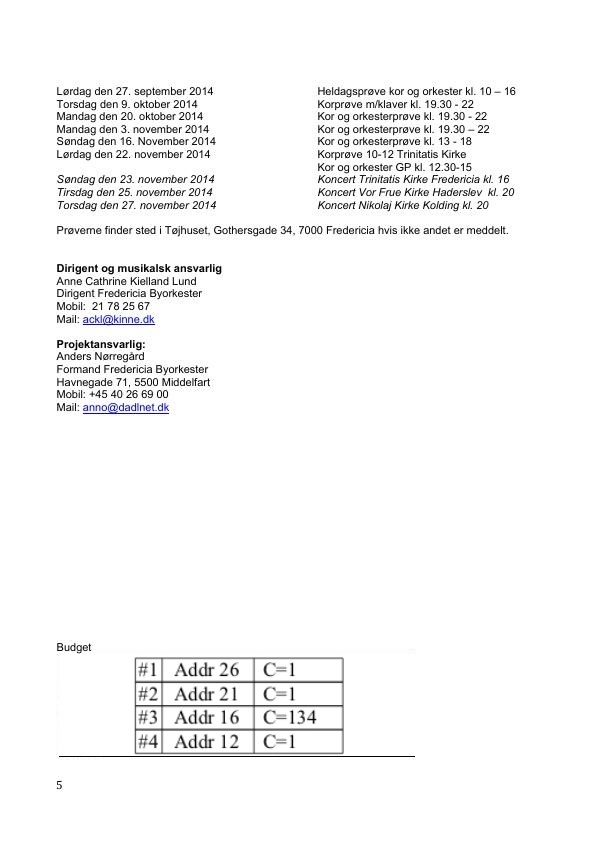 Lørdag den 27. september 2014 Heldagsprøve kor og orkester kl. 10 – 16
Torsdag den 9. oktober 2014 Korprøve m/klaver kl. 19.30 - 22
Mandag den 20. oktober 2014 Kor og orkesterprøve kl. 19.30 - 22
Mandag den 3. november 2014 Kor og orkesterprøve kl. 19.30 – 22
Søndag den 16. November 2014 Kor og orkesterprøve kl. 13 - 18
Lørdag den 22. november 2014 Korprøve 10-12 Trinitatis Kirke
Kor og orkester GP kl. 12.30-15
Søndag den 23. november 2014 Koncert Trinitatis Kirke Fredericia kl. 16
Tirsdag den 25. november 2014 Koncert Vor Frue Kirke Haderslev kl. 20
Torsdag den 27. november 2014 Koncert Nikolaj Kirke Kolding kl. 20
Prøverne finder sted i Tøjhuset, Gothersgade 34, 7000 Fredericia hvis ikke andet er meddelt.
Dirigent og musikalsk ansvarlig
Anne Cathrine Kielland Lund
Dirigent Fredericia Byorkester
Mobil: 21 78 25 67
Mail: ackl@kinne.dk
Projektansvarlig:
Anders Nørregård
Formand Fredericia Byorkester
Havnegade 71, 5500 Middelfart
Mobil: +45 40 26 69 00
Mail: anno@dadlnet.dk
Budget
#1 Addr 26 C=1
#2 Addr 21 C=1
#3 Addr 16 C=134
#4 Addr 12 C=1
5